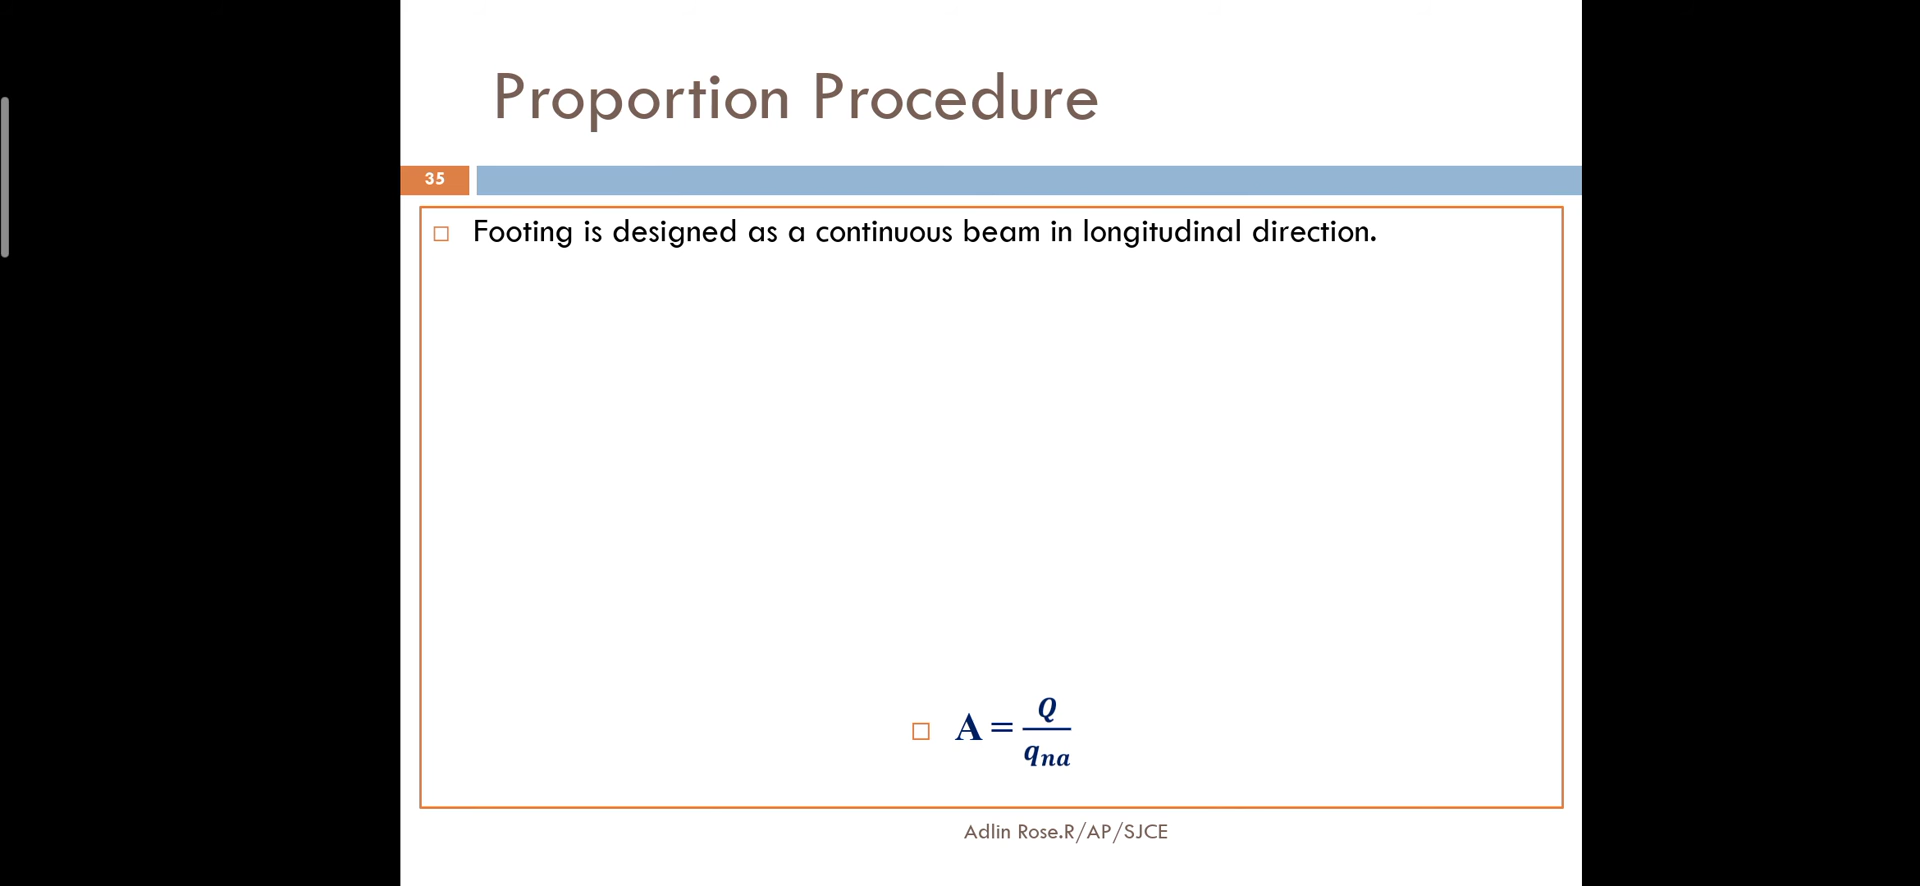 Proportion Procedure
35
Footing is designed as a continuous beam in longitudinal direction.
A = Q / q_na
Adlin Rose.R/AP/SJCE